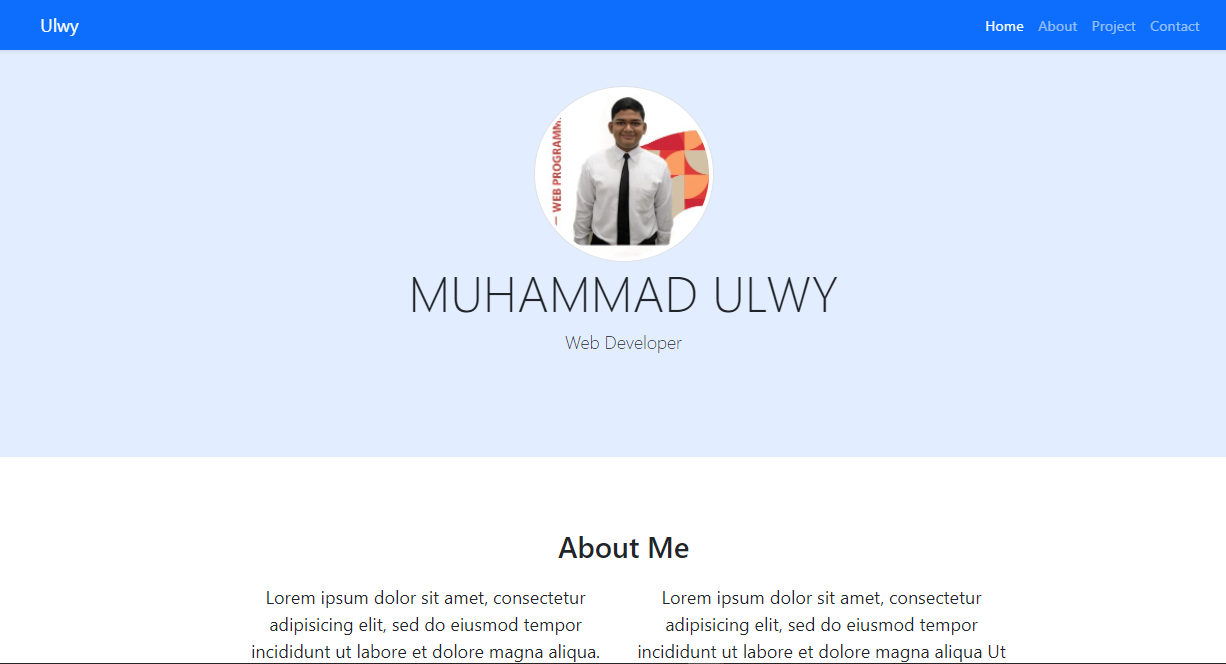 Ulwy
Home About Project Contact
— WEB PROGRAMM
MUHAMMAD ULWY
Web Developer
About Me
Lorem ipsum dolor sit amet, consectetur
adipisicing elit, sed do eiusmod tempor
incididunt ut labore et dolore magna aliqua.
Lorem ipsum dolor sit amet, consectetur
adipisicing elit, sed do eiusmod tempor
incididunt ut labore et dolore magna aliqua Ut